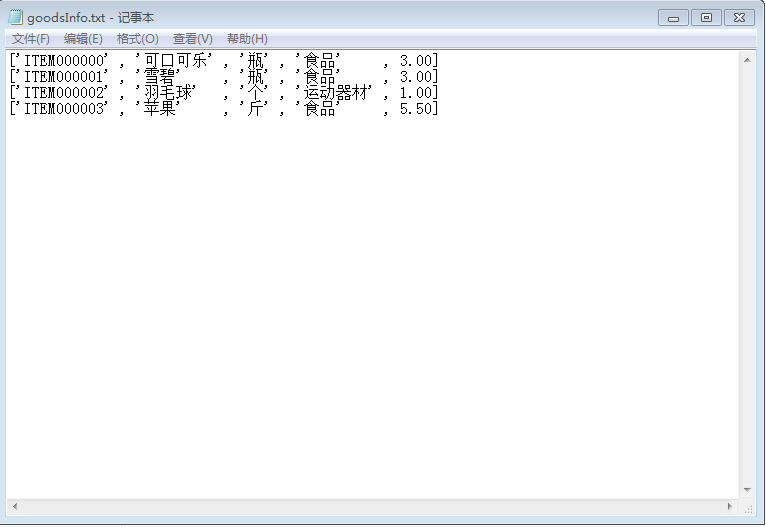 goodsInfo.txt - 记事本
文件(F) 编辑(E) 格式(O) 查看(V) 帮助(H)
['ITEM000000', '可口可乐', '瓶', '食品'    , 3.00]
['ITEM000001', '雪碧'    , '瓶', '食品'    , 3.00]
['ITEM000002', '羽毛球'  , '个', '运动器材', 1.00]
['ITEM000003', '苹果'    , '斤', '食品'    , 5.50]